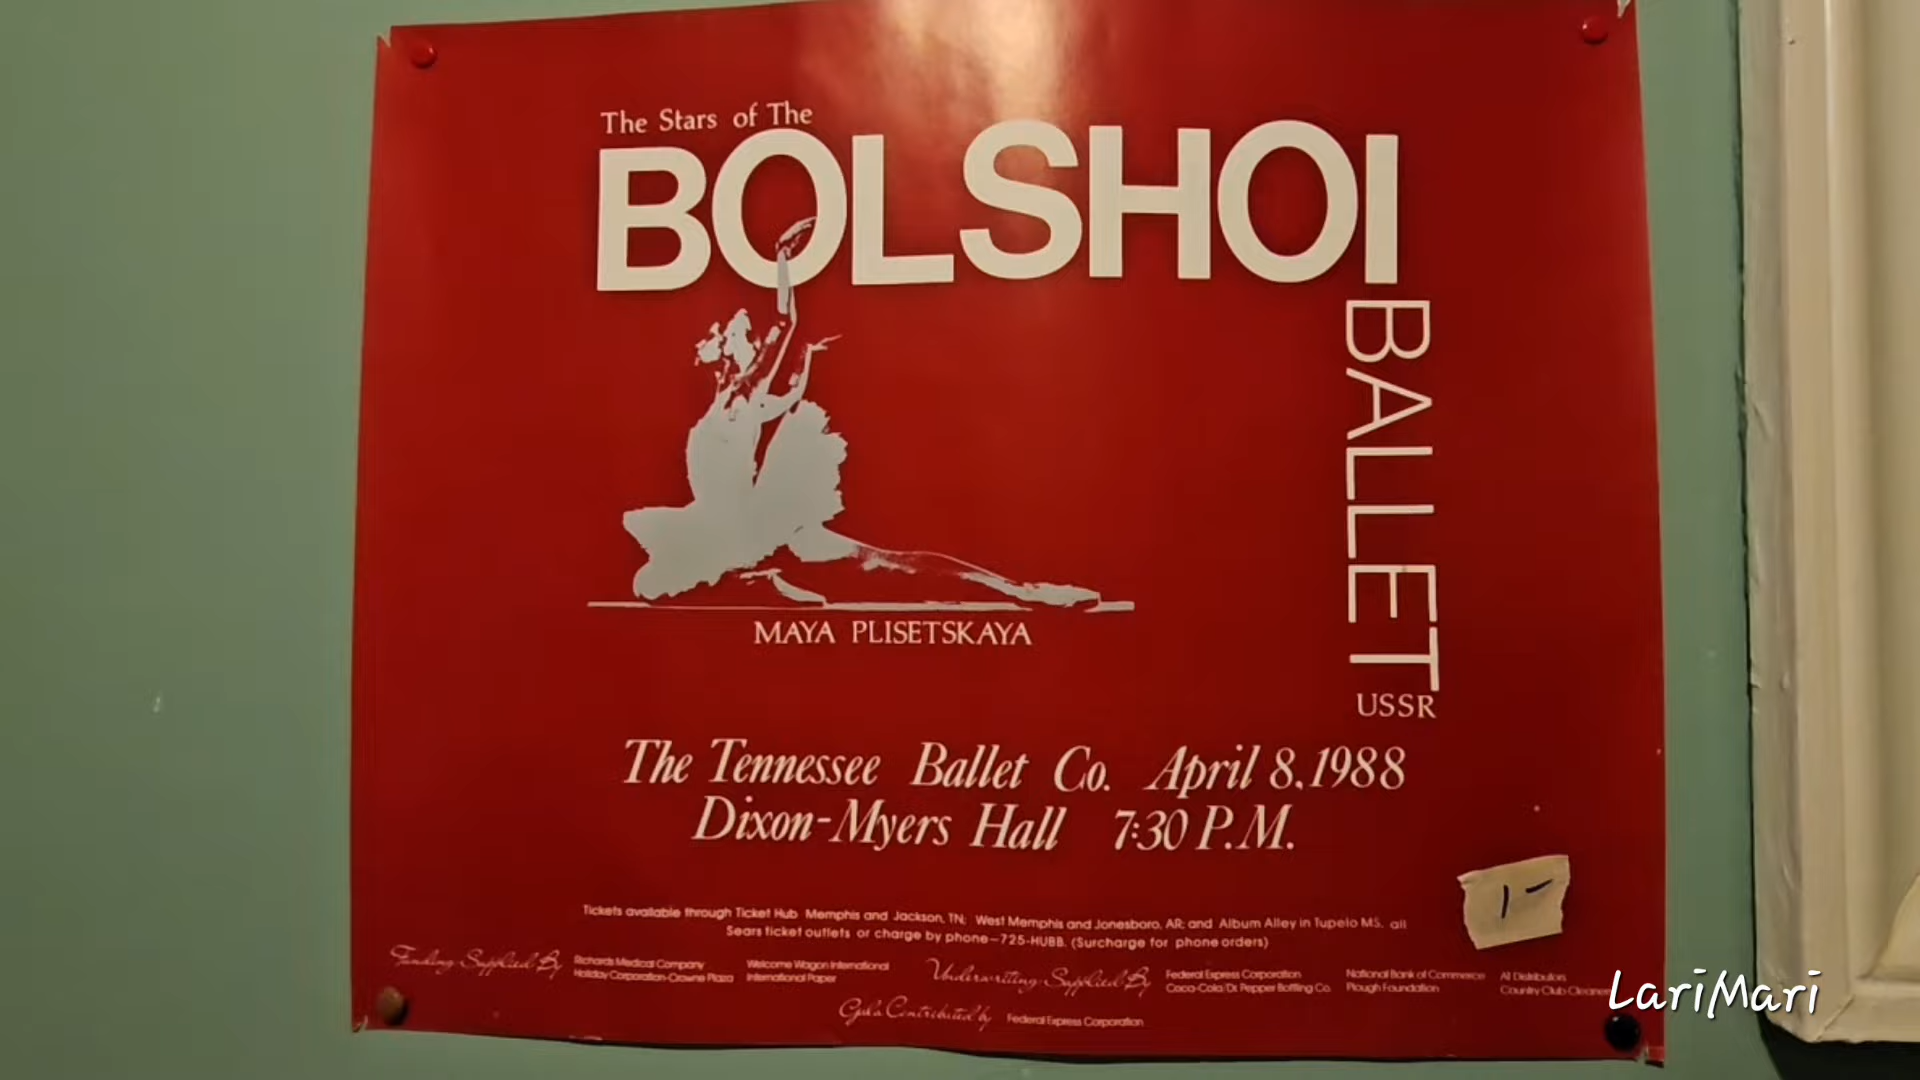 The Stars of The
BOLSHOI
BALLET
USSR
MAYA PLISETSKAYA
The Tennessee Ballet Co. April 8, 1988
Dixon-Myers Hall 7:30 P.M.
Tickets available through Ticket Hub Memphis and Jackson, TN; West Memphis and Jonesboro, AR; and Album Alley in Tupelo MS, all
Sears ticket outlets or charge by phone-725-HUBB. (Surcharge for phone orders)
Funding Supplied By
Richards Medical Company
Holiday Corporation-Crowne Plaza
Welcome Wagon International
International Paper
Underwriting Supplied By
Federal Express Corporation
Coca-Cola/Dr. Pepper Bottling Co.
National Bank of Commerce
Plough Foundation
A1 Distributors
Country Club Cleaners
Gala Contributed by
Federal Express Corporation
1-
LariMari